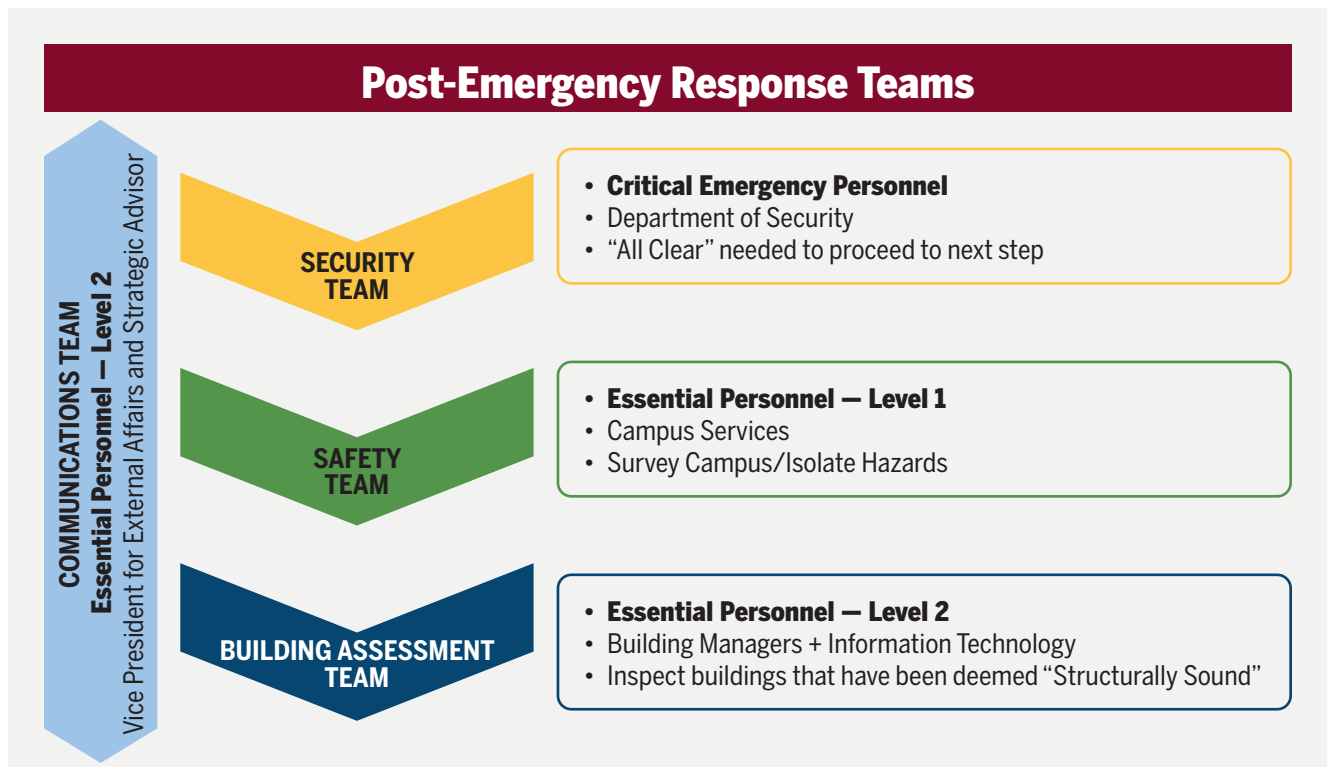 Post-Emergency Response Teams
COMMUNICATIONS TEAM
Essential Personnel — Level 2
Vice President for External Affairs and Strategic Advisor
SECURITY
TEAM
• Critical Emergency Personnel
• Department of Security
• “All Clear” needed to proceed to next step
SAFETY
TEAM
• Essential Personnel — Level 1
• Campus Services
• Survey Campus/Isolate Hazards
BUILDING ASSESSMENT
TEAM
• Essential Personnel — Level 2
• Building Managers + Information Technology
• Inspect buildings that have been deemed “Structurally Sound”